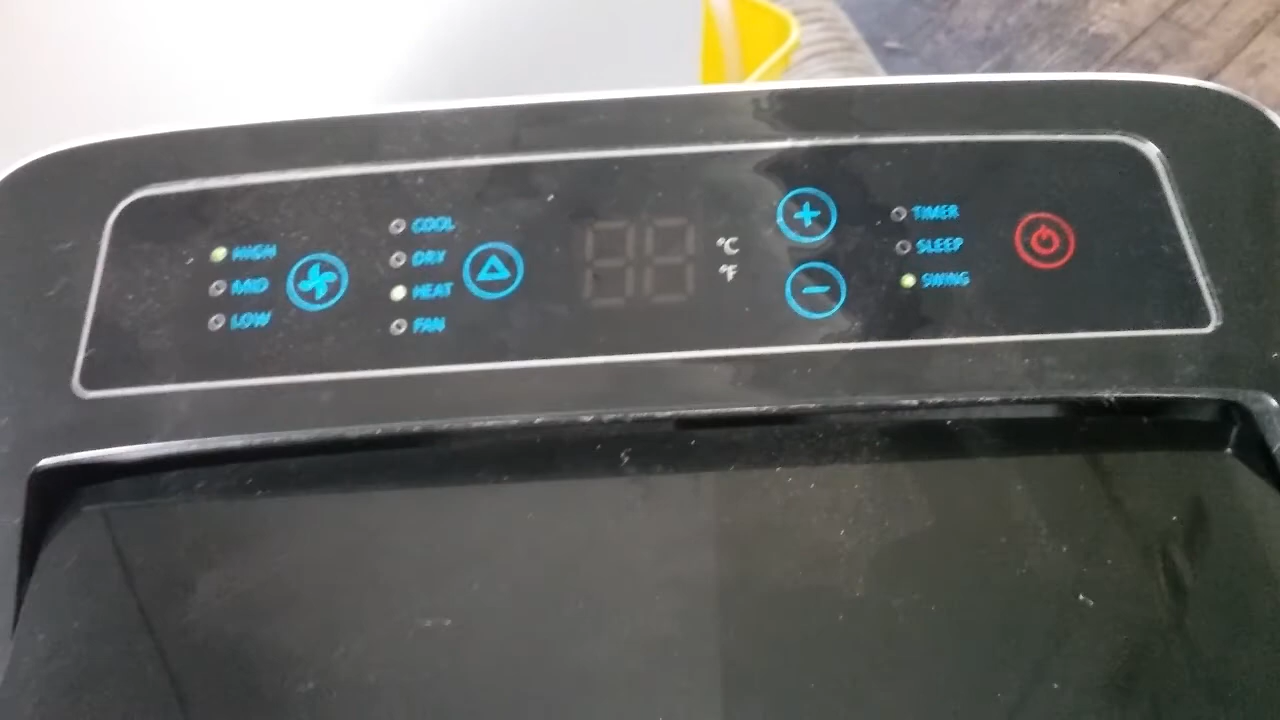 HIGH
MID
LOW
COOL
DRY
HEAT
FAN
°C
°F
TIMER
SLEEP
SWING